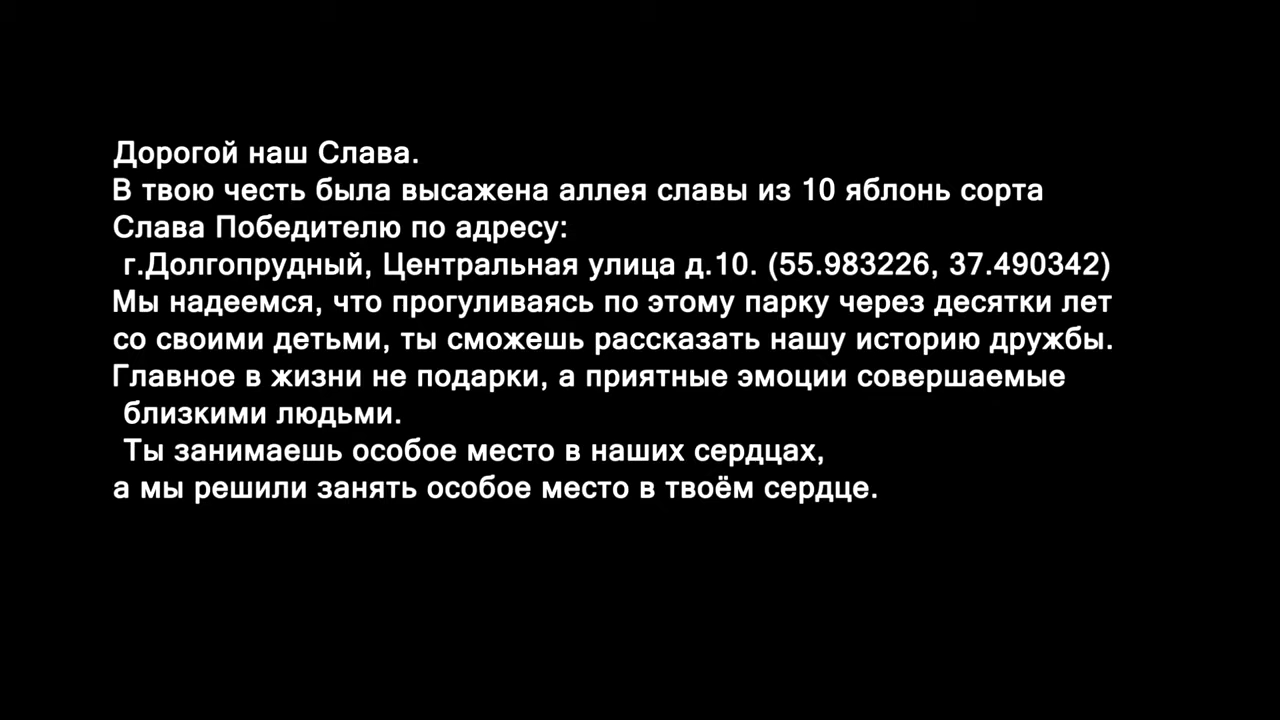 Дорогой наш Слава.
В твою честь была высажена аллея славы из 10 яблонь сорта
Слава Победителю по адресу:
г.Долгопрудный, Центральная улица д.10. (55.983226, 37.490342)
Мы надеемся, что прогуливаясь по этому парку через десятки лет
со своими детьми, ты сможешь рассказать нашу историю дружбы.
Главное в жизни не подарки, а приятные эмоции совершаемые
близкими людьми.
Ты занимаешь особое место в наших сердцах,
а мы решили занять особое место в твоём сердце.